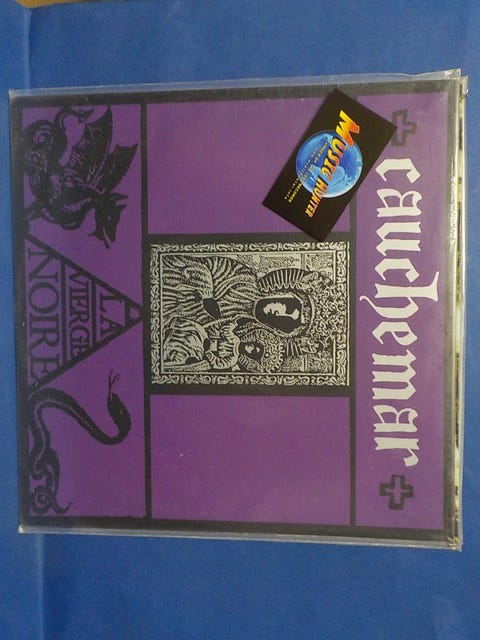 cauchemar
LA
VIERGE
NOIRE
MUSIC HUNTER